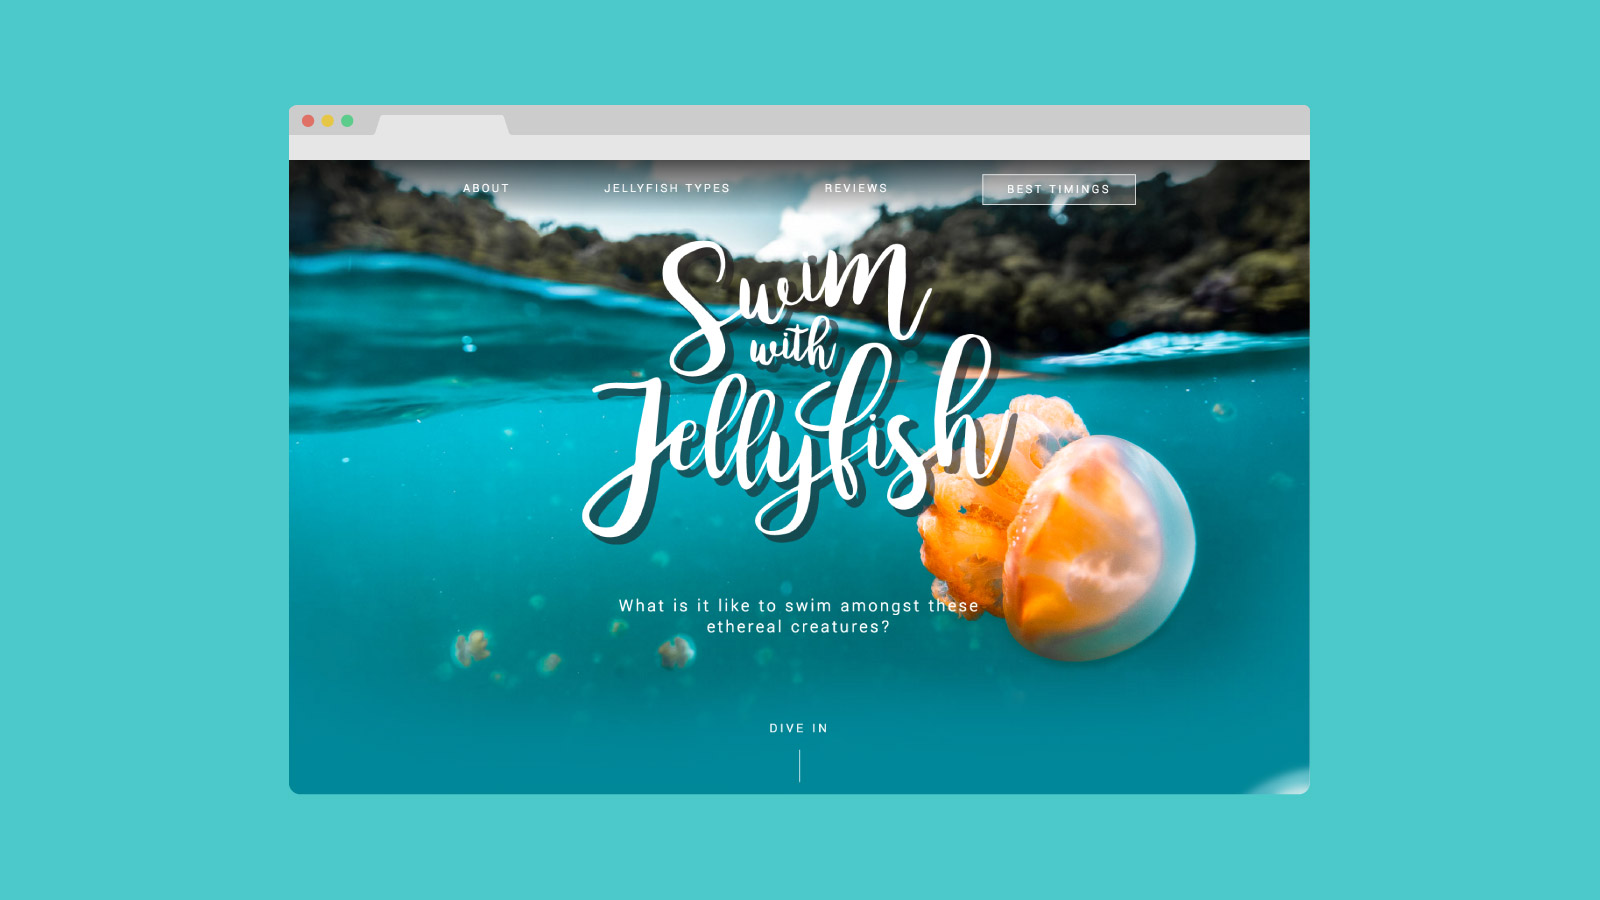 ABOUT JELLYFISH TYPES REVIEWS BEST TIMINGS
Swim
with
Jellyfish
What is it like to swim amongst these
ethereal creatures?
DIVE IN